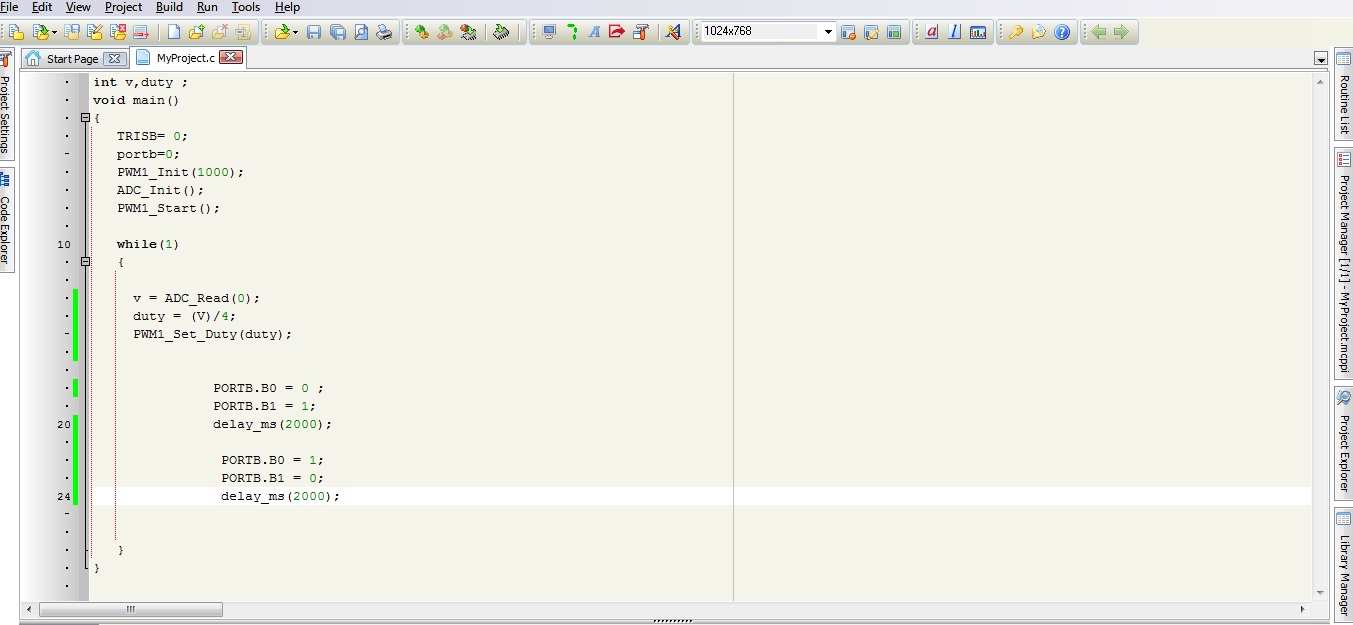 File Edit View Project Build Run Tools Help
1024x768
Start Page MyProject.c
Project Settings
Code Explorer
Routine List
Project Manager [1/1] - MyProject.mcppi
Project Explorer
Library Manager
int v,duty ;
void main()
{
TRISB= 0;
portb=0;
PWM1_Init(1000);
ADC_Init();
PWM1_Start();
10 while(1)
{
v = ADC_Read(0);
duty = (V)/4;
PWM1_Set_Duty(duty);
PORTB.B0 = 0 ;
PORTB.B1 = 1;
20 delay_ms(2000);
PORTB.B0 = 1;
PORTB.B1 = 0;
24 delay_ms(2000);
}
}